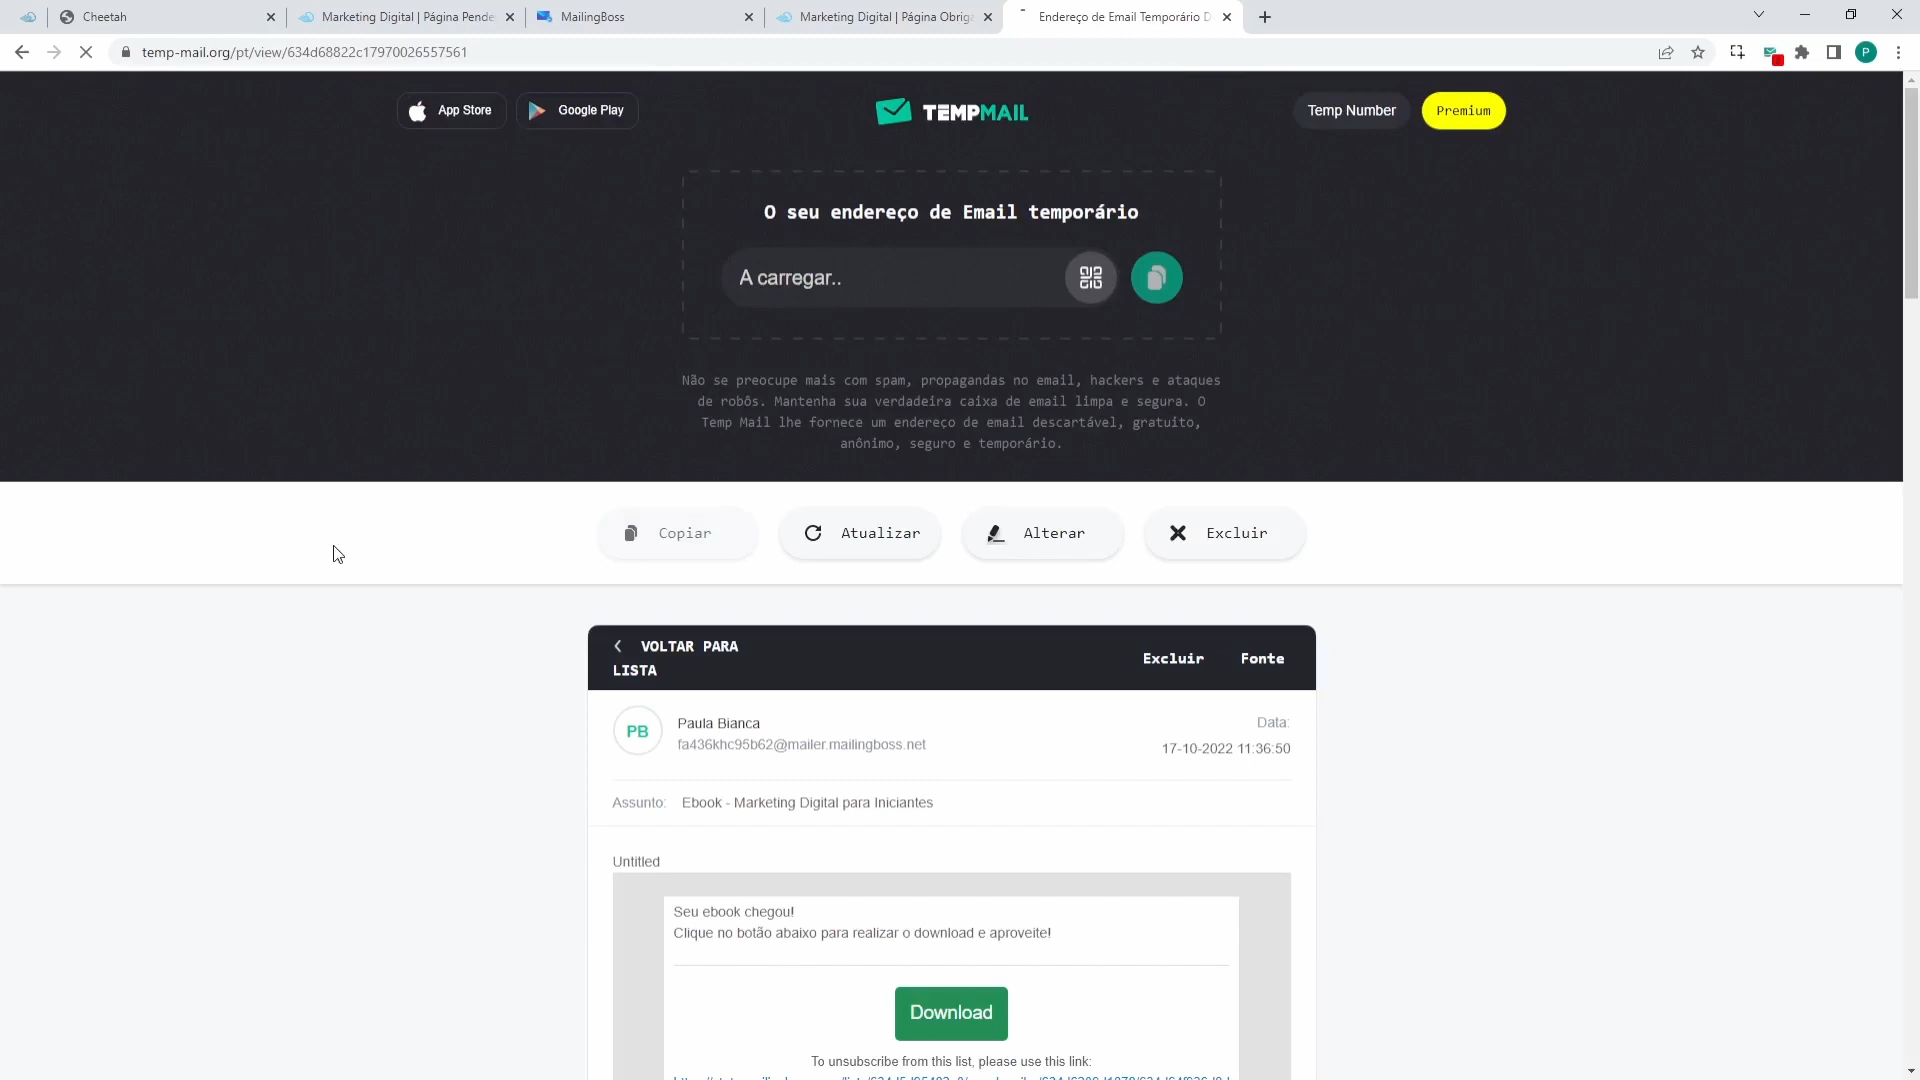 Cheetah
Marketing Digital | Página Pende
MailingBoss
Marketing Digital | Página Obrig
Endereço de Email Temporário D
temp-mail.org/pt/view/634d68822c17970026557561
P
App Store
Google Play
TEMPMAIL
Temp Number
Premium
O seu endereço de Email temporário
A carregar..
Não se preocupe mais com spam, propagandas no email, hackers e ataques
de robôs. Mantenha sua verdadeira caixa de email limpa e segura. O
Temp Mail lhe fornece um endereço de email descartável, gratuito,
anônimo, seguro e temporário.
Copiar
Atualizar
Alterar
Excluir
VOLTAR PARA
LISTA
Excluir
Fonte
PB
Paula Bianca
fa436khc95b62@mailer.mailingboss.net
Data:
17-10-2022 11:36:50
Assunto: Ebook - Marketing Digital para Iniciantes
Untitled
Seu ebook chegou!
Clique no botão abaixo para realizar o download e aproveite!
Download
To unsubscribe from this list, please use this link: